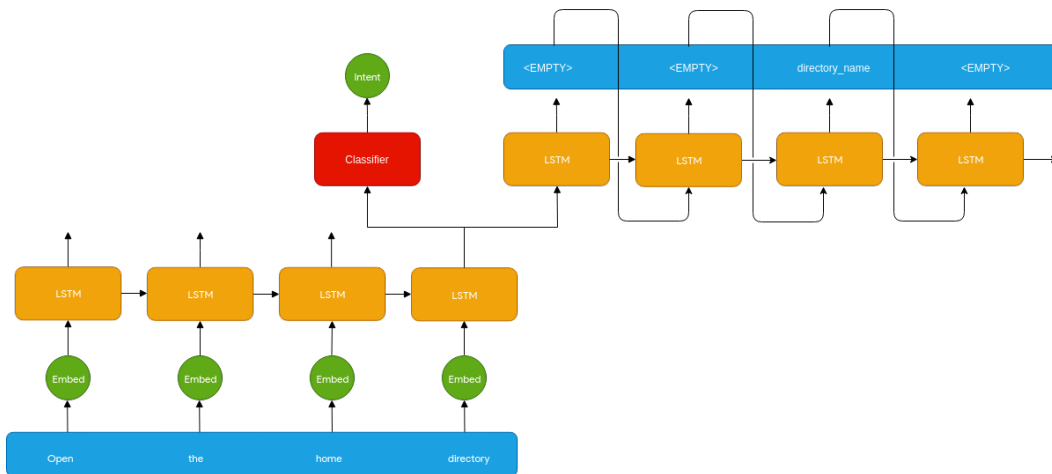 <EMPTY> <EMPTY> directory_name <EMPTY>
Intent
Classifier LSTM LSTM LSTM LSTM
LSTM LSTM LSTM LSTM
Embed Embed Embed Embed
Open the home directory